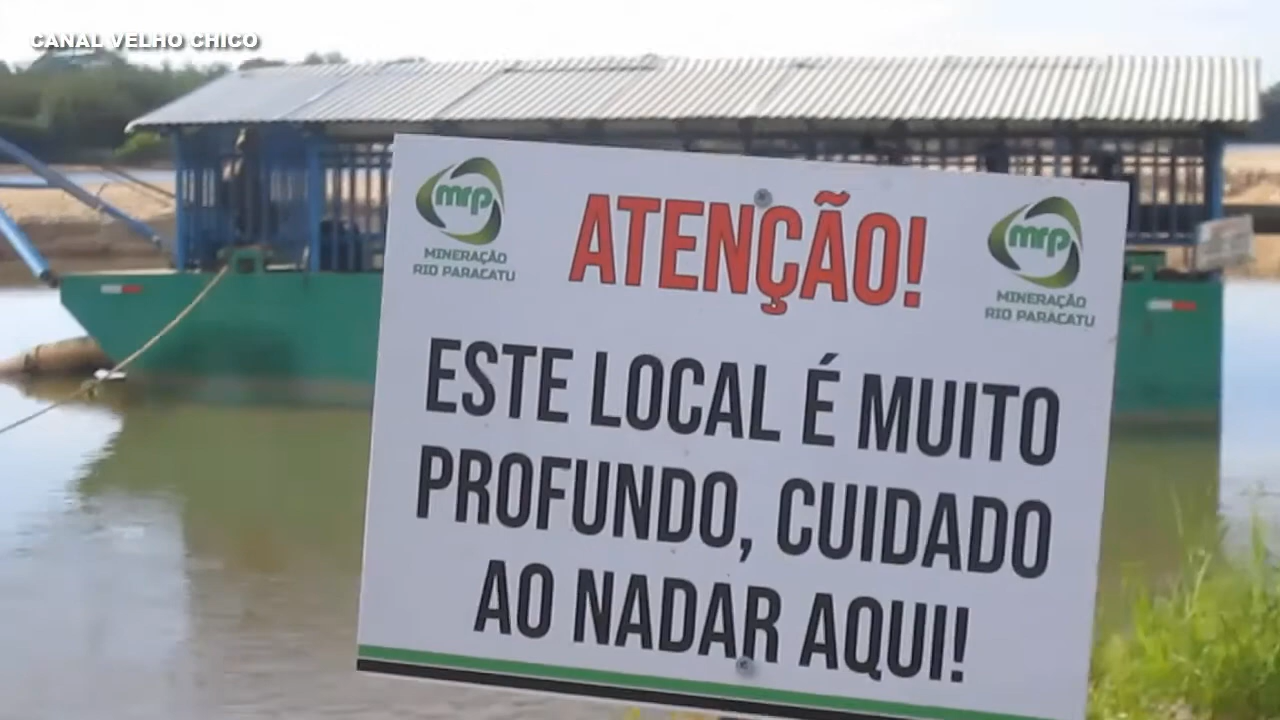 CANAL VELHO CHICO
mrp
MINERAÇÃO
RIO PARACATU
ATENÇÃO!
mrp
MINERAÇÃO
RIO PARACATU
ESTE LOCAL É MUITO
PROFUNDO, CUIDADO
AO NADAR AQUI!